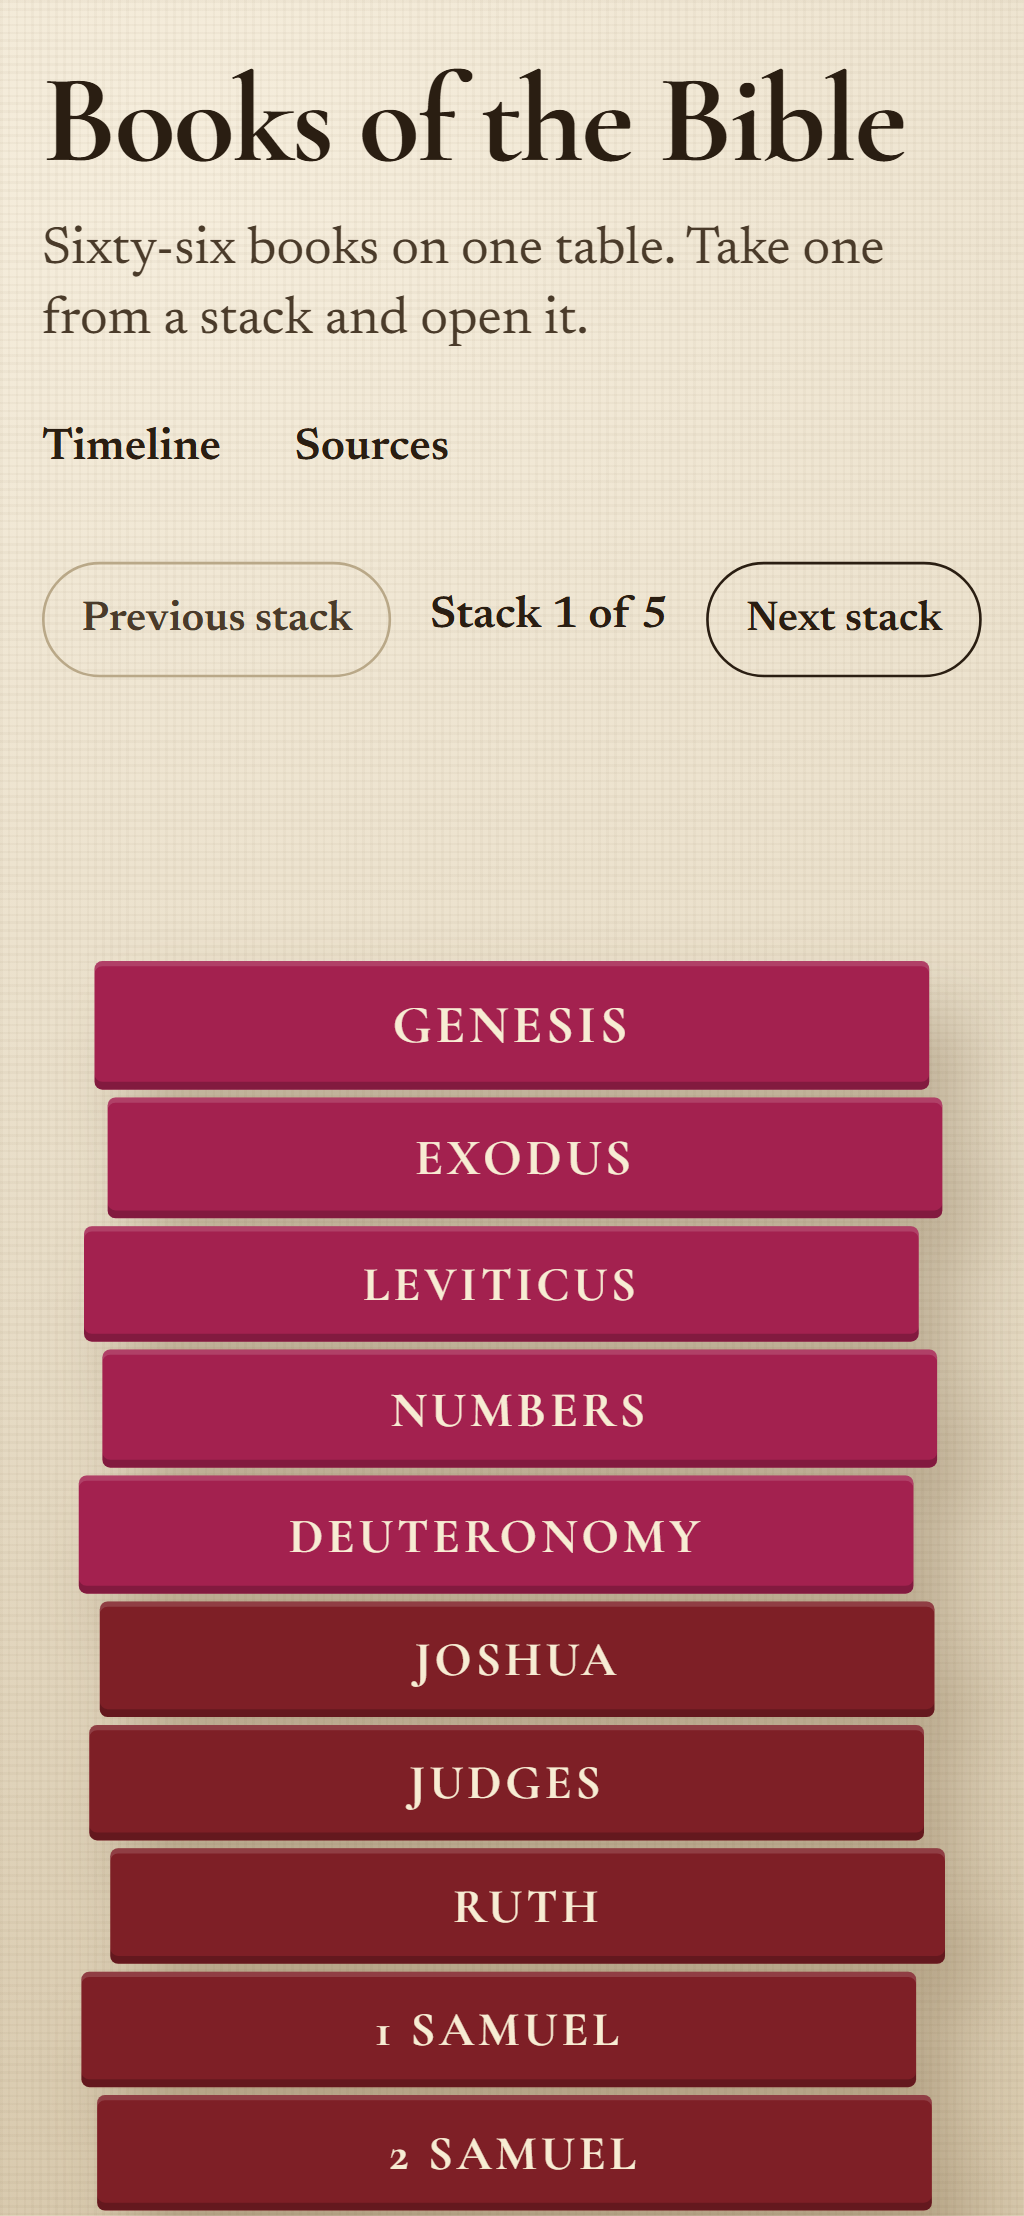 Books of the Bible
Sixty-six books on one table. Take one
from a stack and open it.
Timeline Sources
Previous stack Stack 1 of 5 Next stack
GENESIS
EXODUS
LEVITICUS
NUMBERS
DEUTERONOMY
JOSHUA
JUDGES
RUTH
1 SAMUEL
2 SAMUEL